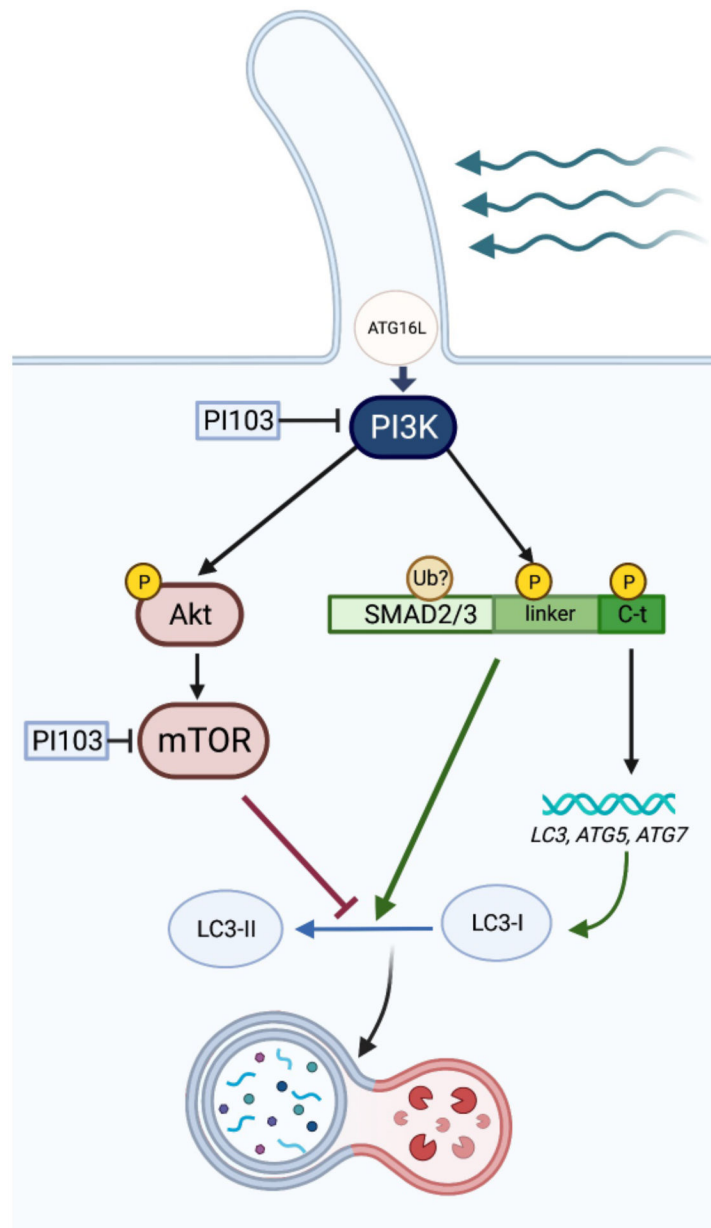 ATG16L
PI103
PI3K
P
Akt
Ub?
P
P
SMAD2/3
linker
C-t
PI103
mTOR
LC3, ATG5, ATG7
LC3-II
LC3-I